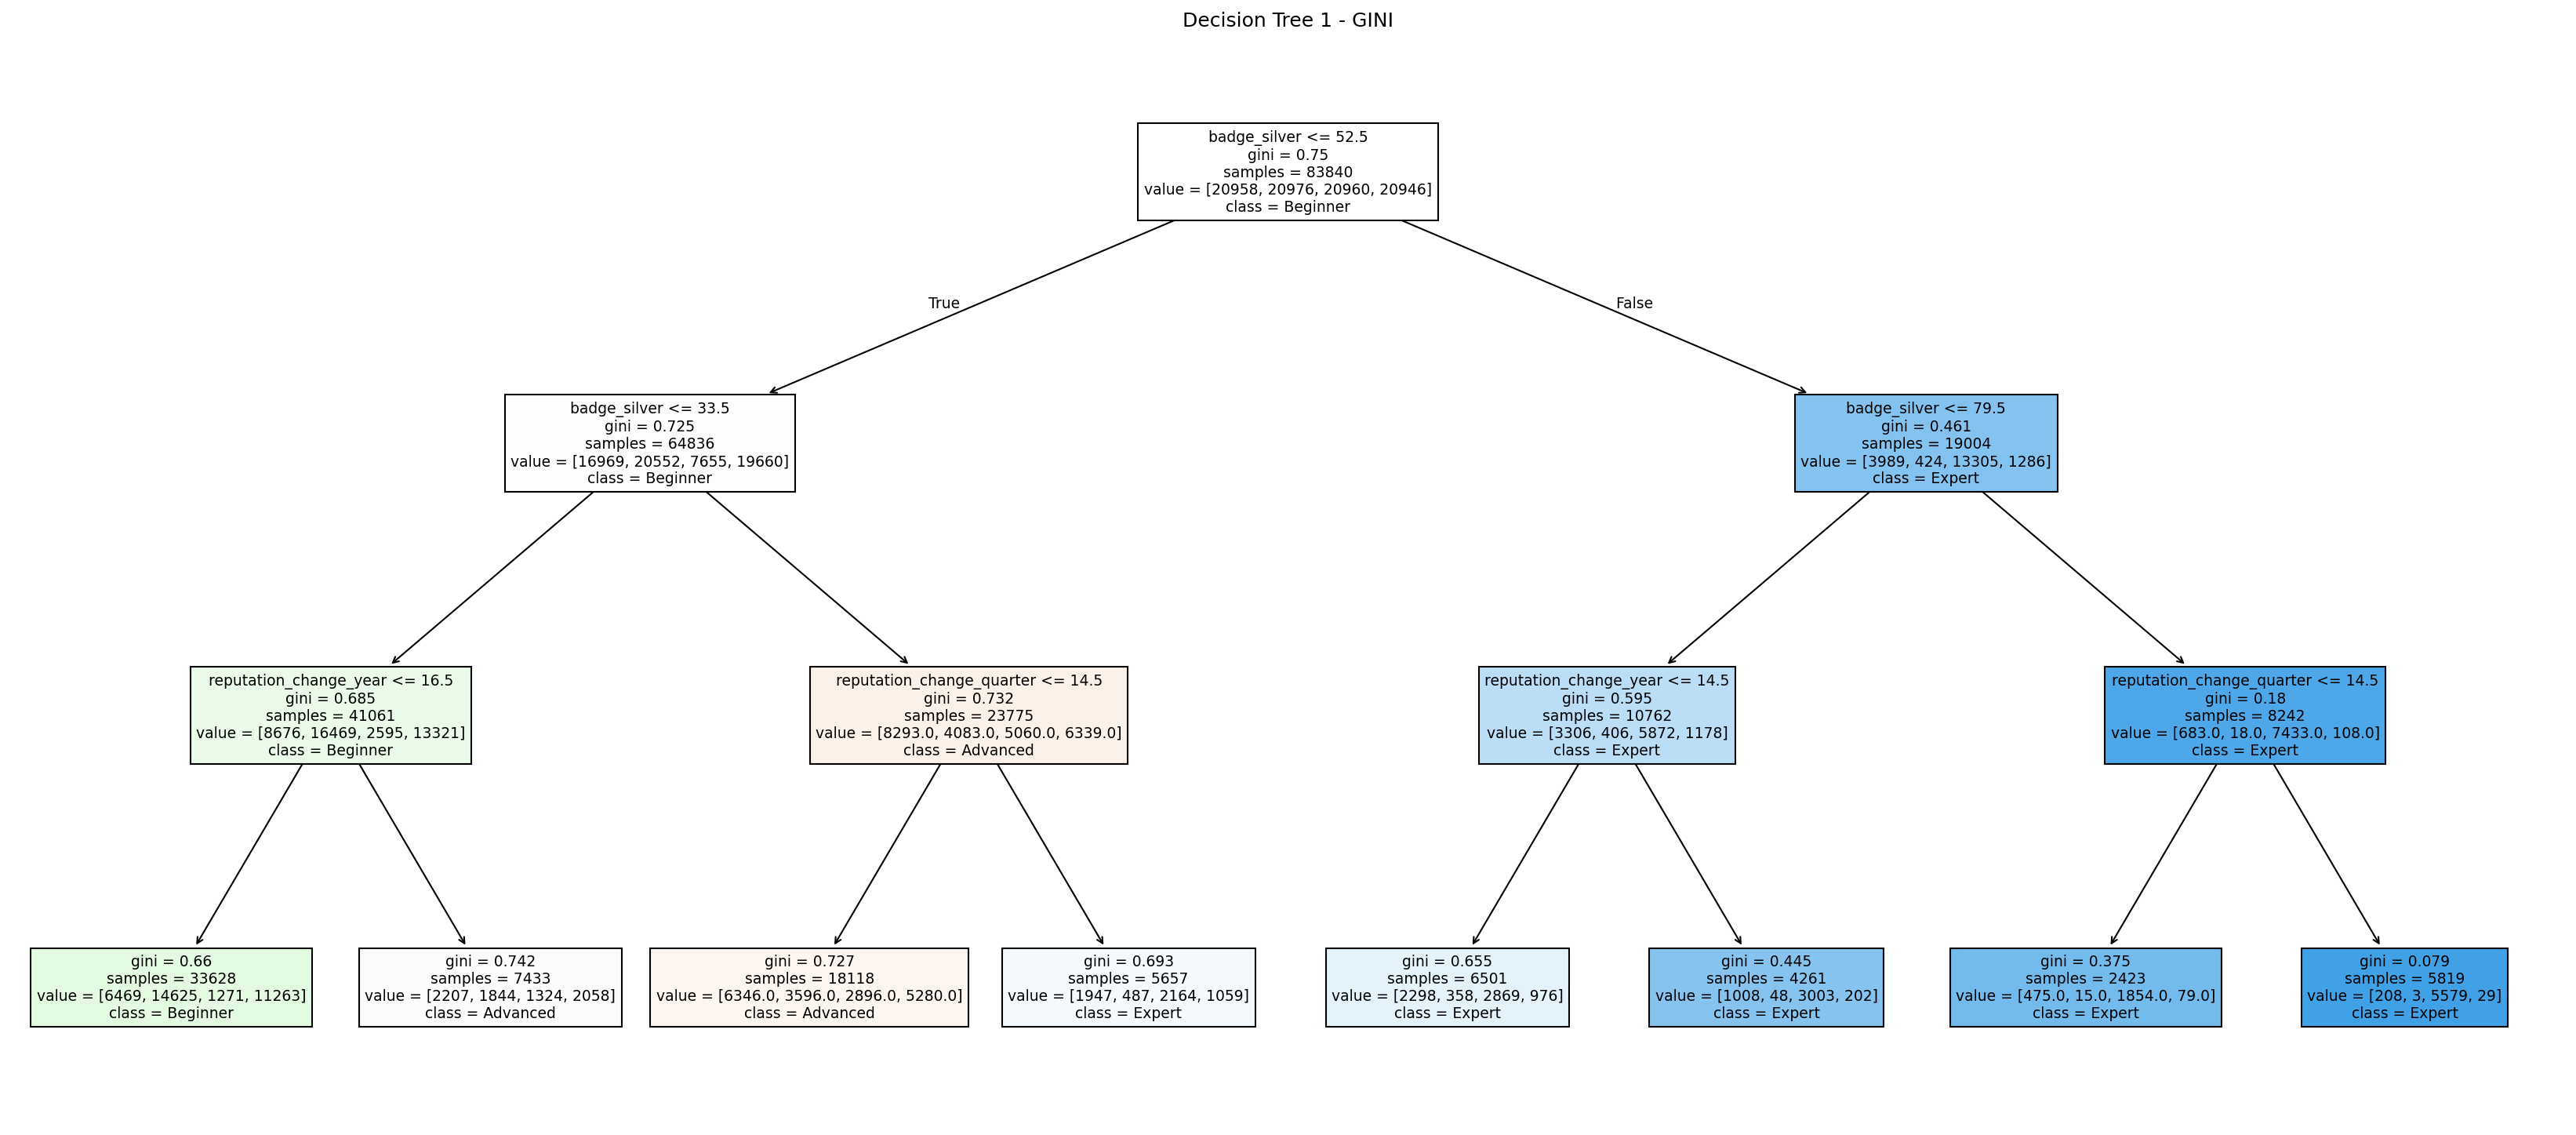 Decision Tree 1 - GINI
badge_silver <= 52.5
gini = 0.75
samples = 83840
value = [20958, 20976, 20960, 20946]
class = Beginner
True
False
badge_silver <= 33.5
gini = 0.725
samples = 64836
value = [16969, 20552, 7655, 19660]
class = Beginner
badge_silver <= 79.5
gini = 0.461
samples = 19004
value = [3989, 424, 13305, 1286]
class = Expert
reputation_change_year <= 16.5
gini = 0.685
samples = 41061
value = [8676, 16469, 2595, 13321]
class = Beginner
reputation_change_quarter <= 14.5
gini = 0.732
samples = 23775
value = [8293.0, 4083.0, 5060.0, 6339.0]
class = Advanced
reputation_change_year <= 14.5
gini = 0.595
samples = 10762
value = [3306, 406, 5872, 1178]
class = Expert
reputation_change_quarter <= 14.5
gini = 0.18
samples = 8242
value = [683.0, 18.0, 7433.0, 108.0]
class = Expert
gini = 0.66
samples = 33628
value = [6469, 14625, 1271, 11263]
class = Beginner
gini = 0.742
samples = 7433
value = [2207, 1844, 1324, 2058]
class = Advanced
gini = 0.727
samples = 18118
value = [6346.0, 3596.0, 2896.0, 5280.0]
class = Advanced
gini = 0.693
samples = 5657
value = [1947, 487, 2164, 1059]
class = Expert
gini = 0.655
samples = 6501
value = [2298, 358, 2869, 976]
class = Expert
gini = 0.445
samples = 4261
value = [1008, 48, 3003, 202]
class = Expert
gini = 0.375
samples = 2423
value = [475.0, 15.0, 1854.0, 79.0]
class = Expert
gini = 0.079
samples = 5819
value = [208, 3, 5579, 29]
class = Expert